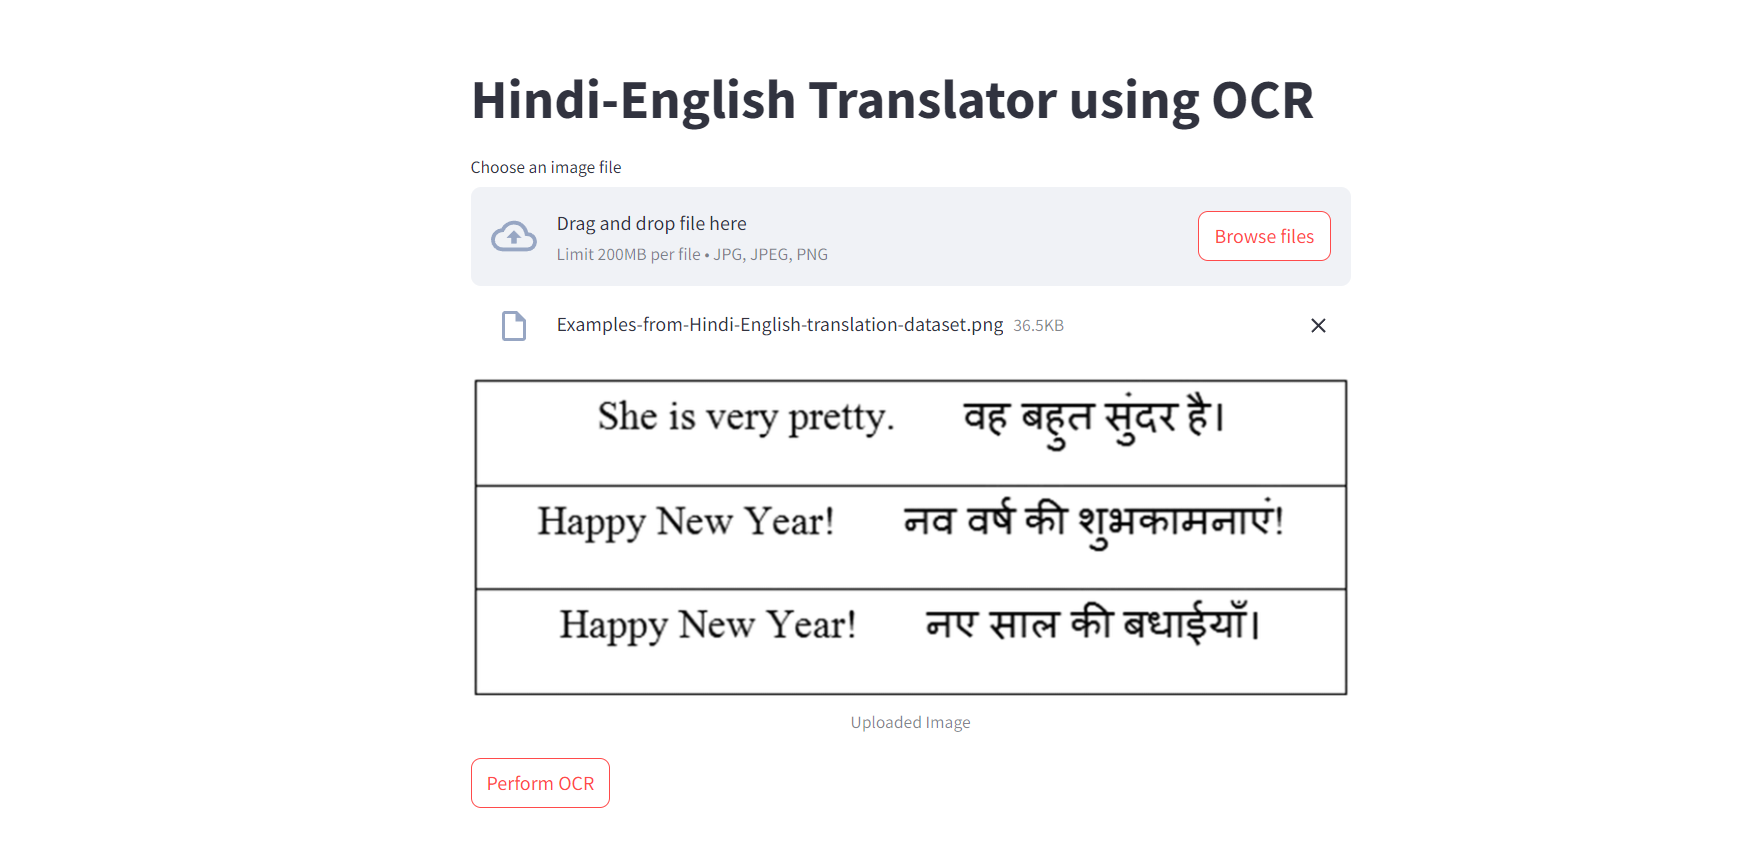 Hindi-English Translator using OCR
Choose an image file
Drag and drop file here
Limit 200MB per file • JPG, JPEG, PNG
Browse files
Examples-from-Hindi-English-translation-dataset.png 36.5KB
She is very pretty. वह बहुत सुंदर है।
Happy New Year! नव वर्ष की शुभकामनाएं!
Happy New Year! नए साल की बधाईयाँ।
Uploaded Image
Perform OCR